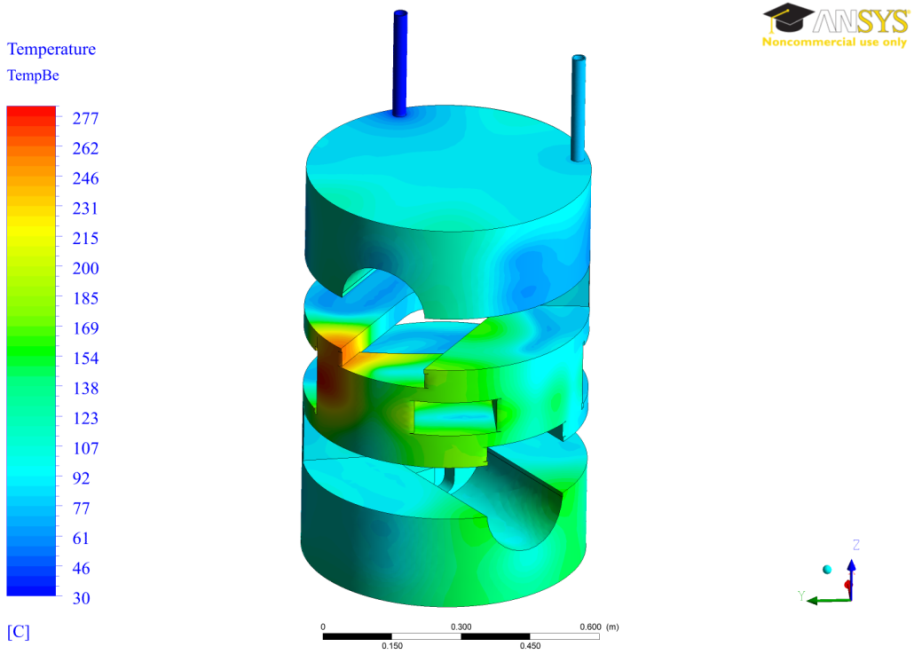 ANSYS
Noncommercial use only
Temperature
TempBe
277
262
246
231
215
200
185
169
154
138
123
107
92
77
61
46
30
[C]
Z
Y
0 0.300 0.600 (m)
0.150 0.450